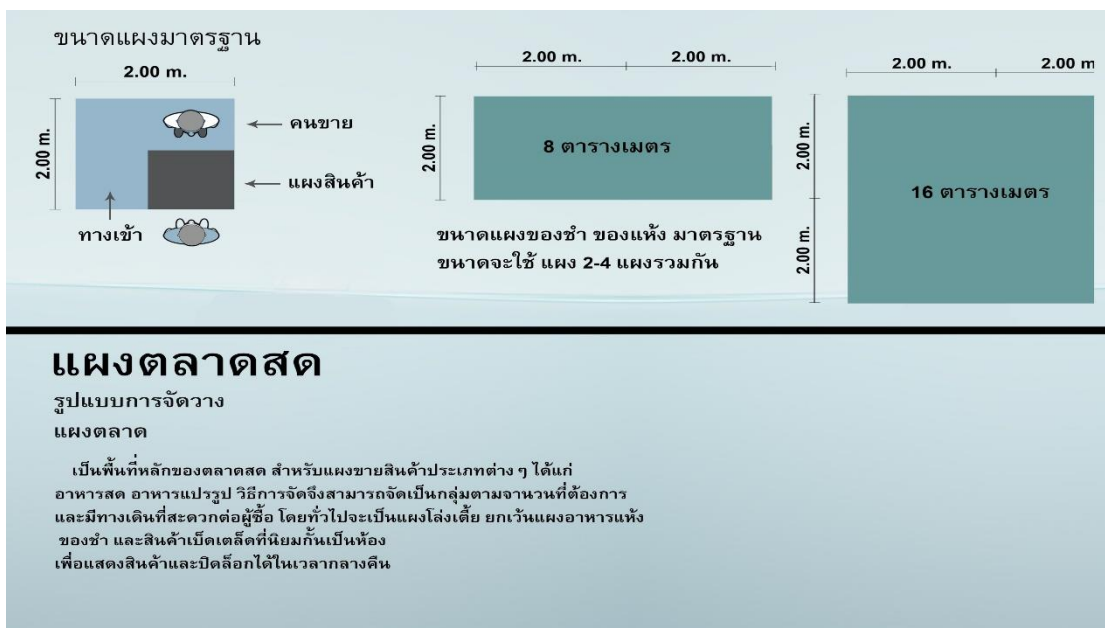 ขนาดแผงมาตรฐาน
2.00 m.
2.00 m.
คนขาย
แผงสินค้า
ทางเข้า
2.00 m.
2.00 m.
2.00 m.
8 ตารางเมตร
ขนาดแผงของชำ ของแห้ง มาตรฐาน
ขนาดจะใช้ แผง 2-4 แผงรวมกัน
2.00 m.
2.00 m
2.00 m.
2.00 m.
16 ตารางเมตร
แผงตลาดสด
รูปแบบการจัดวาง
แผงตลาด
เป็นพื้นที่หลักของตลาดสด สำหรับแผงขายสินค้าประเภทต่าง ๆ ได้แก่
อาหารสด อาหารแปรรูป วิธีการจัดจึงสามารถจัดเป็นกลุ่มตามจานวนที่ต้องการ
และมีทางเดินที่สะดวกต่อผู้ซื้อ โดยทั่วไปจะเป็นแผงโล่งเตี้ย ยกเว้นแผงอาหารแห้ง
ของชำ และสินค้าเบ็ดเตล็ดที่นิยมกั้นเป็นห้อง
เพื่อแสดงสินค้าและปิดล็อกได้ในเวลากลางคืน